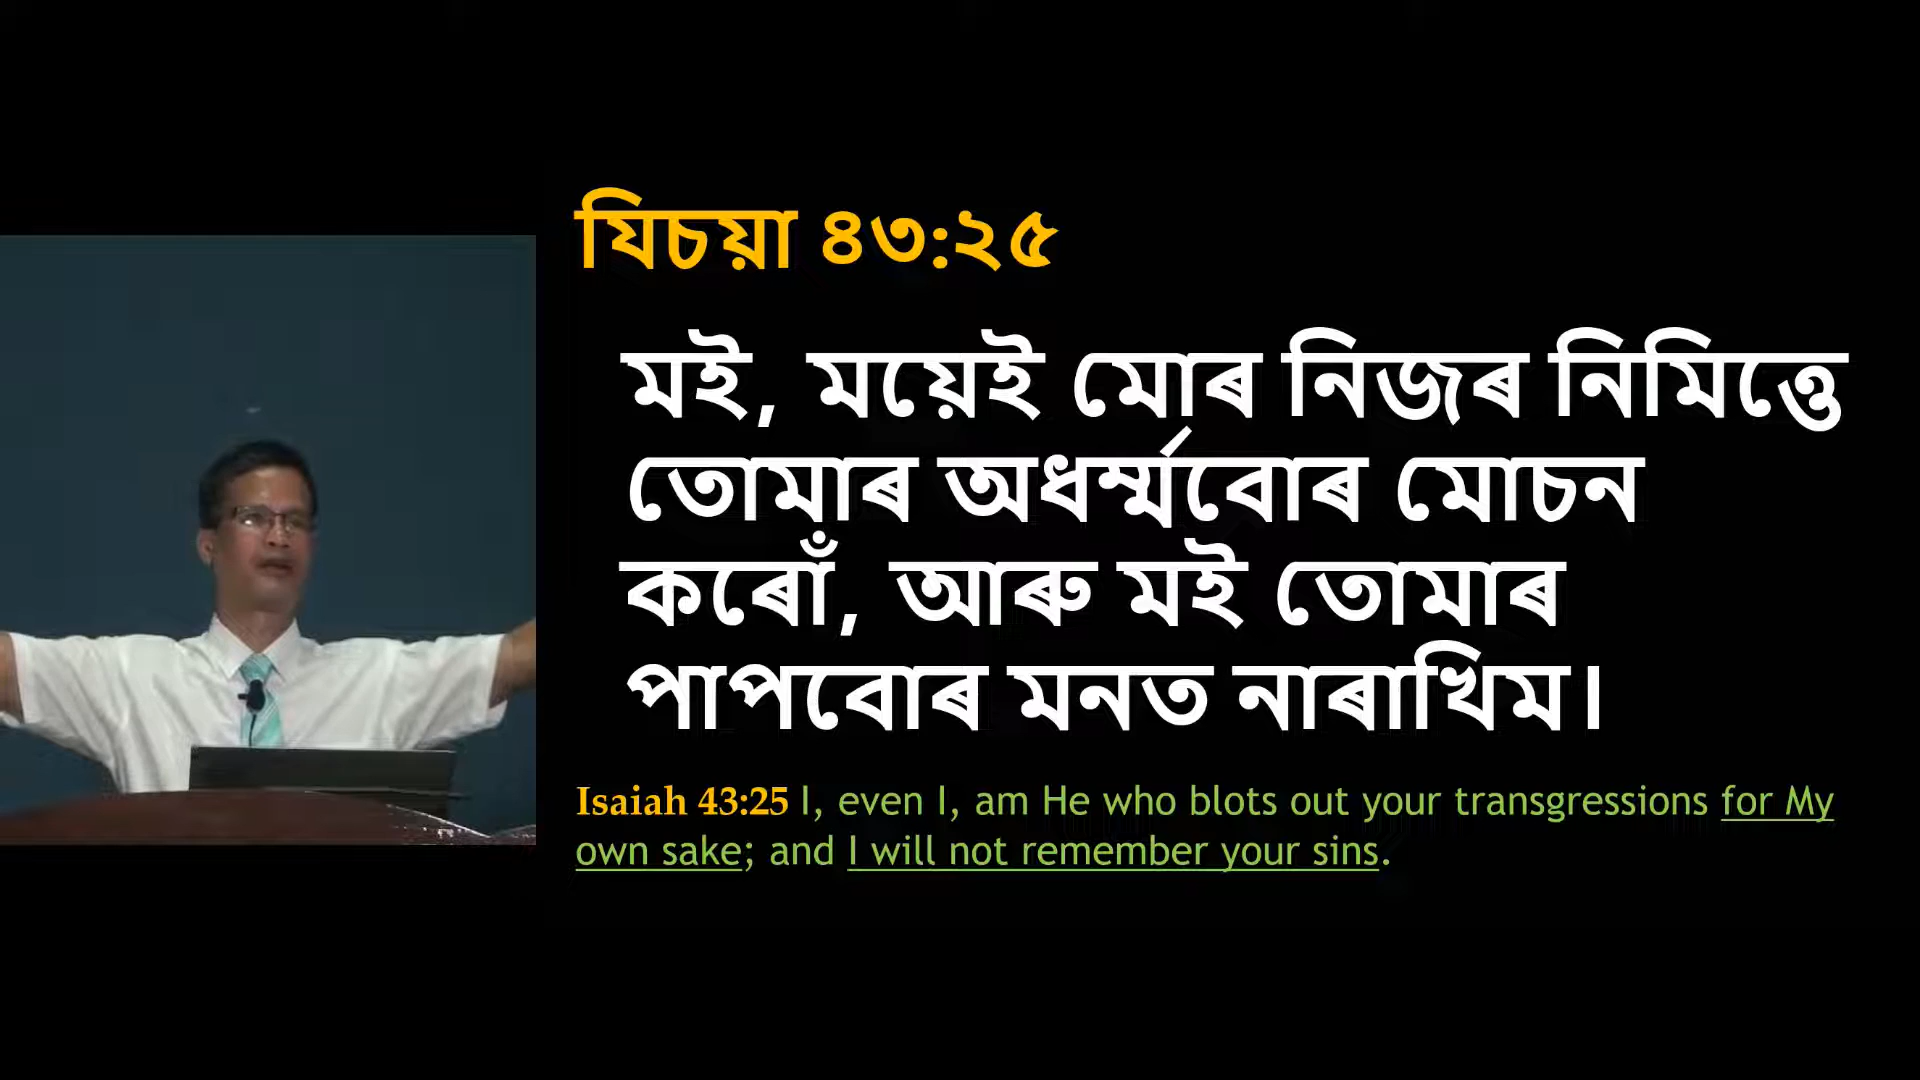 যিচয়া ৪৩:২৫
মই, ময়েই মোৰ নিজৰ নিমিত্তে
তোমাৰ অধৰ্ম্মবোৰ মোচন
কৰোঁ, আৰু মই তোমাৰ
পাপবোৰ মনত নাৰাখিম।
Isaiah 43:25 I, even I, am He who blots out your transgressions for My
own sake; and I will not remember your sins.